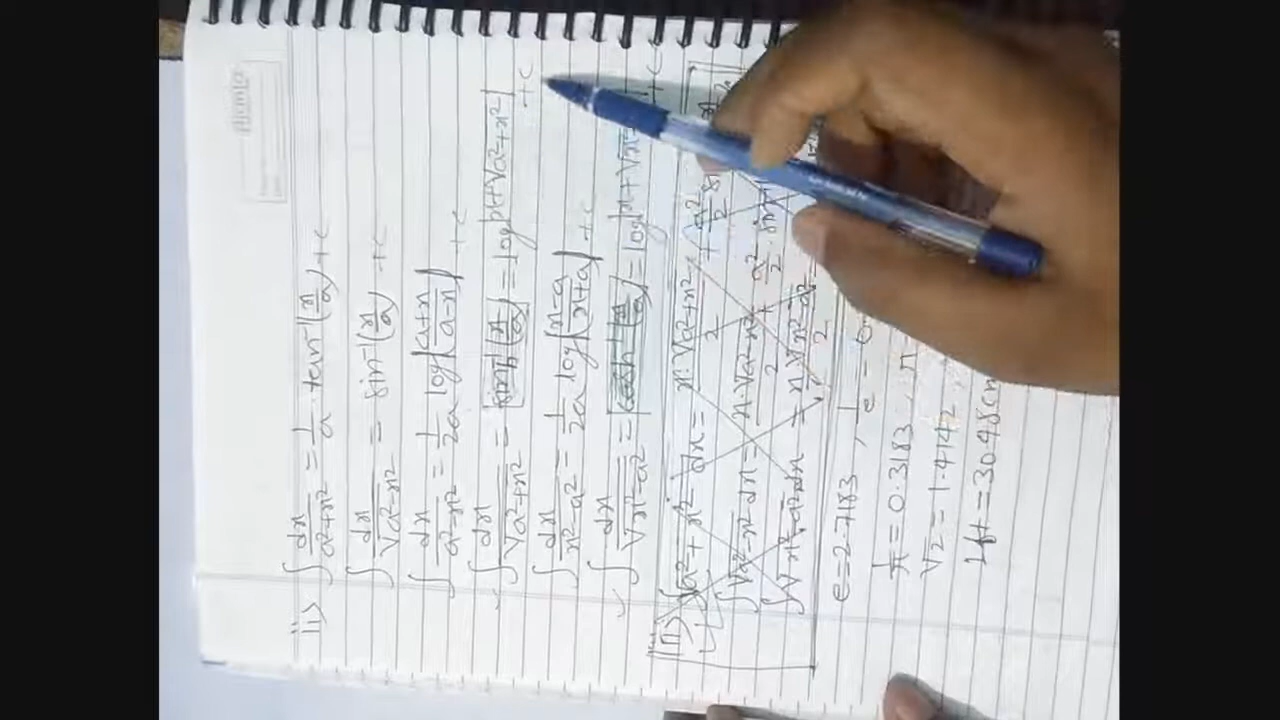 ii) ∫ dx/(a²+x²) = 1/a tan⁻¹(x/a) + c
∫ dx/√(a²-x²) = sin⁻¹(x/a) + c
∫ dx/(a²-x²) = 1/2a log|(a+x)/(a-x)| + c
∫ dx/√(a²+x²) = sinh⁻¹(x/a) = log|x+√(a²+x²)| + c
∫ dx/(x²-a²) = 1/2a log|(x-a)/(x+a)| + c
∫ dx/√(x²-a²) = cosh⁻¹(x/a) = log|x+√x² + c
iii) ∫√(a²+x²) dx = x·√(a²+x²)/2 + a²/2
∫√(a²-x²) dx = x·√(a²-x²)/2 + a²/2 · sin⁻¹
∫√(x²-a²) dx = x·√(x²-a²)/2
e = 2.7183, 1/e =
1/π = 0.3183,
√2 = 1.4142
1ft = 30.48cm